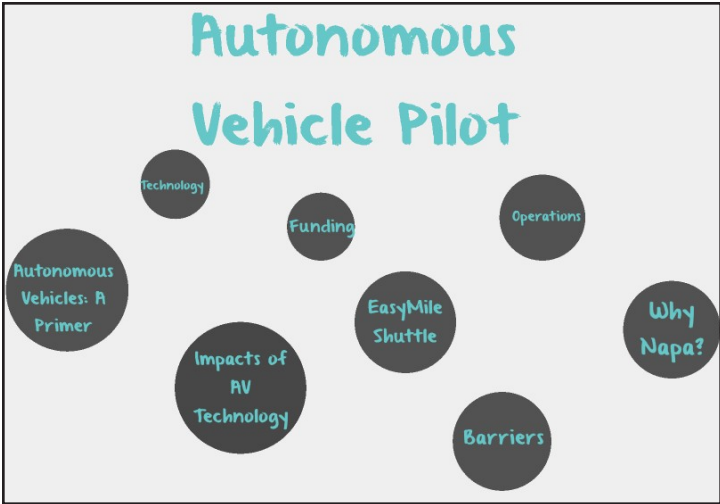 Autonomous
Vehicle Pilot
Technology
Funding
Operations
Autonomous
Vehicles: A
Primer
EasyMile
Shuttle
Why
Napa?
Impacts of
AV
Technology
Barriers